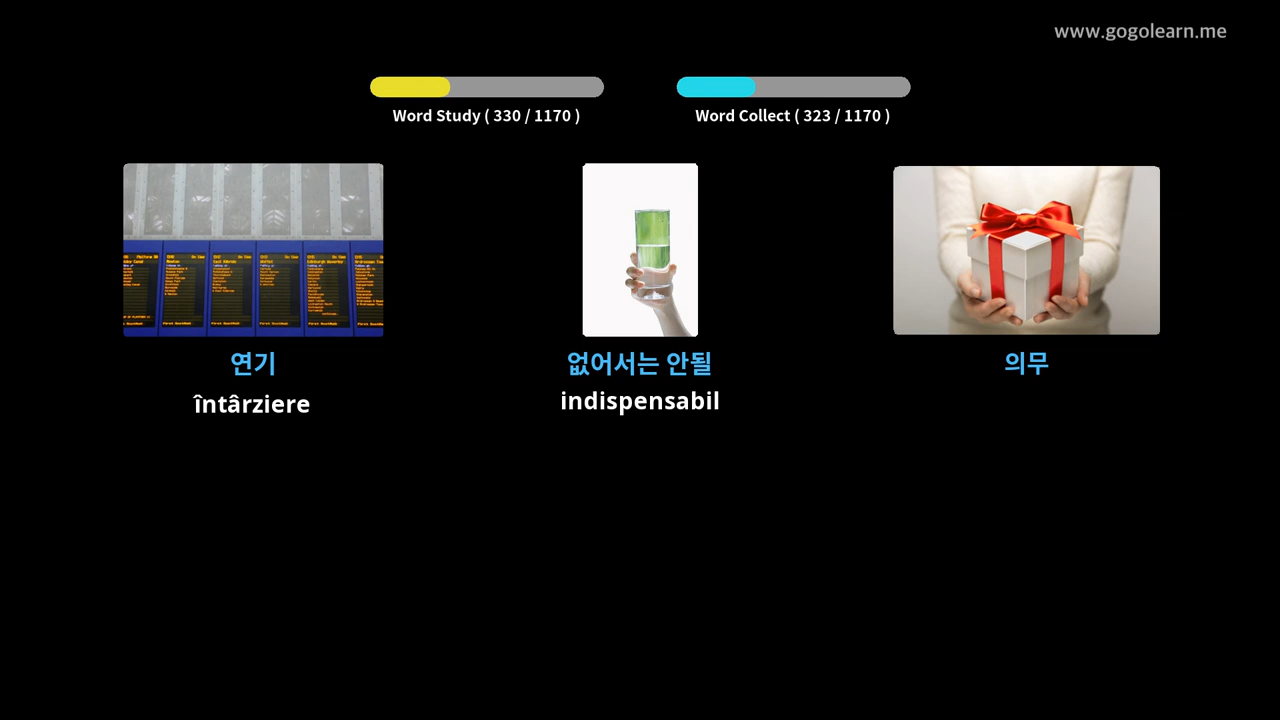 www.gogolearn.me
Word Study ( 330 / 1170 )
Word Collect ( 323 / 1170 )
연기
întârziere
없어서는 안될
indispensabil
의무